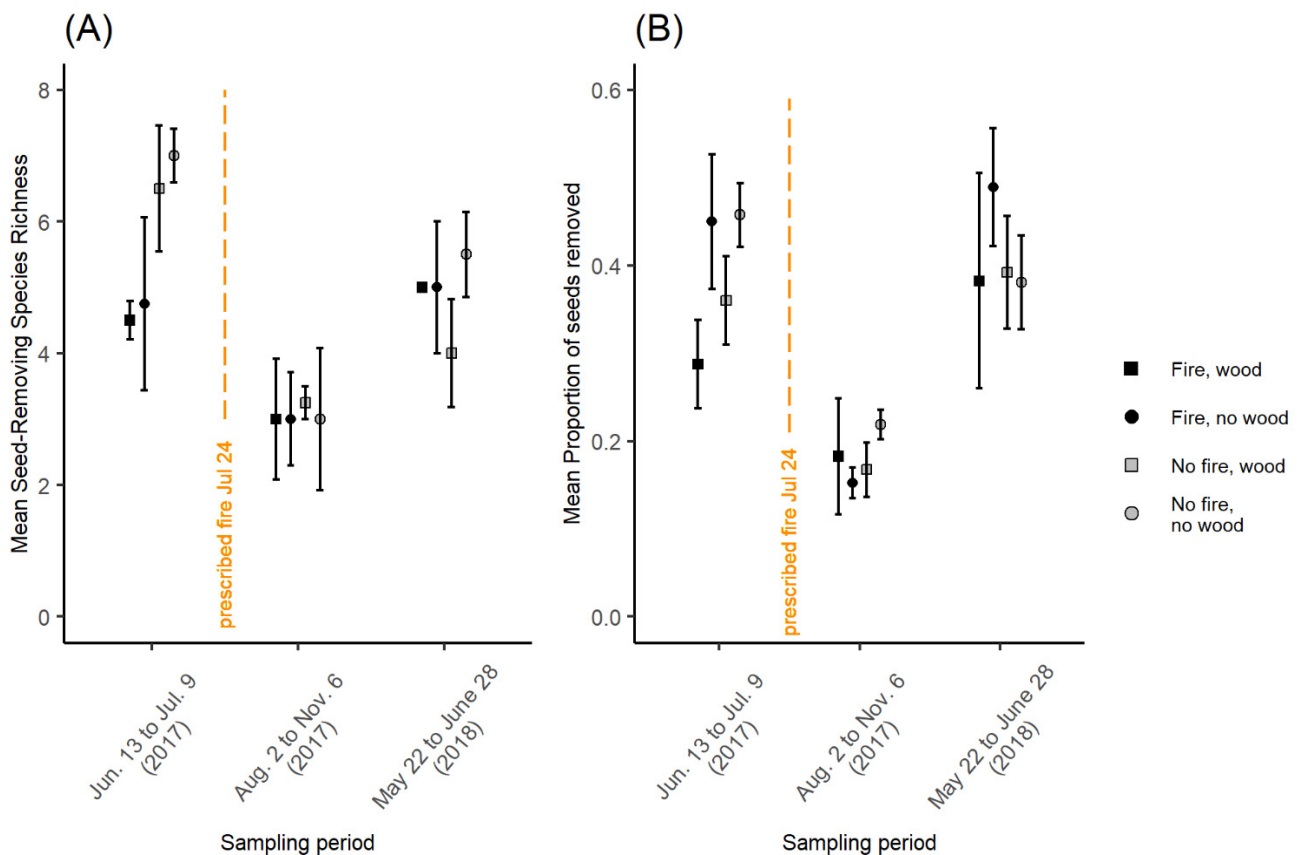 (A)
Mean Seed-Removing Species Richness
8
6
4
2
0
prescribed fire Jul 24
Jun. 13 to Jul. 9
(2017)
Aug. 2 to Nov. 6
(2017)
May 22 to June 28
(2018)
Sampling period
(B)
Mean Proportion of seeds removed
0.6
0.4
0.2
0.0
prescribed fire Jul 24
Jun. 13 to Jul. 9
(2017)
Aug. 2 to Nov. 6
(2017)
May 22 to June 28
(2018)
Sampling period
Fire, wood
Fire, no wood
No fire, wood
No fire,
no wood